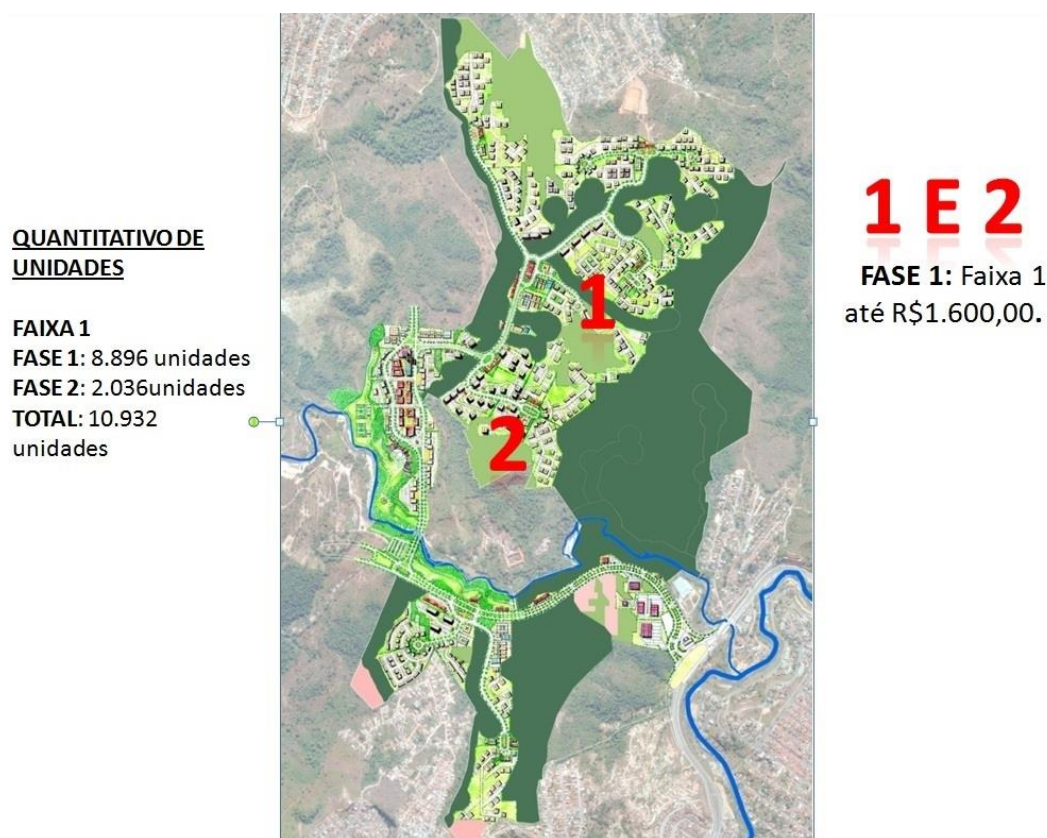 QUANTITATIVO DE
UNIDADES
FAIXA 1
FASE 1: 8.896 unidades
FASE 2: 2.036unidades
TOTAL: 10.932
unidades
1
2
1 E 2
FASE 1: Faixa 1
até R$1.600,00.